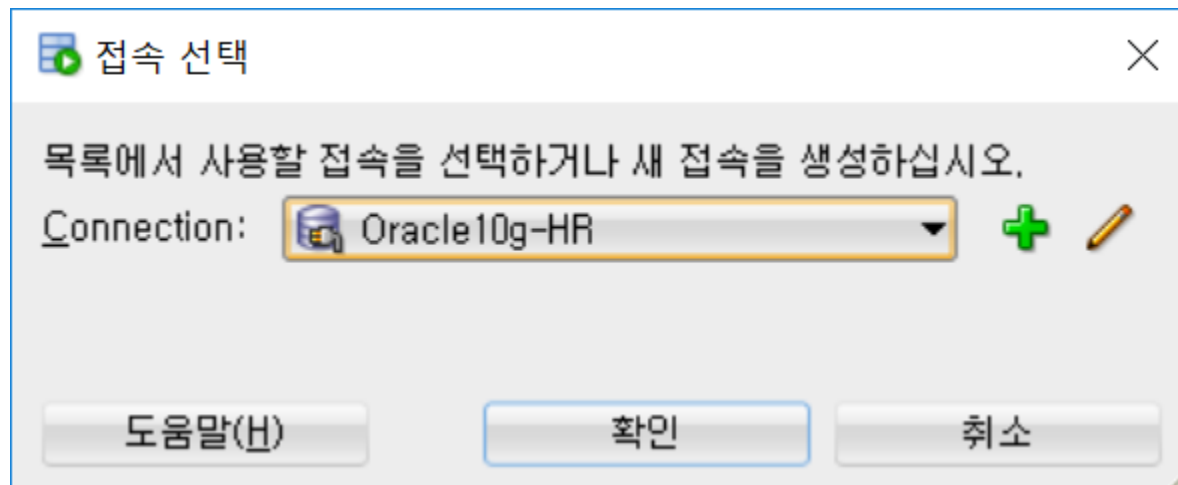 접속 선택
목록에서 사용할 접속을 선택하거나 새 접속을 생성하십시오.
Connection: Oracle10g-HR
도움말(H) 확인 취소